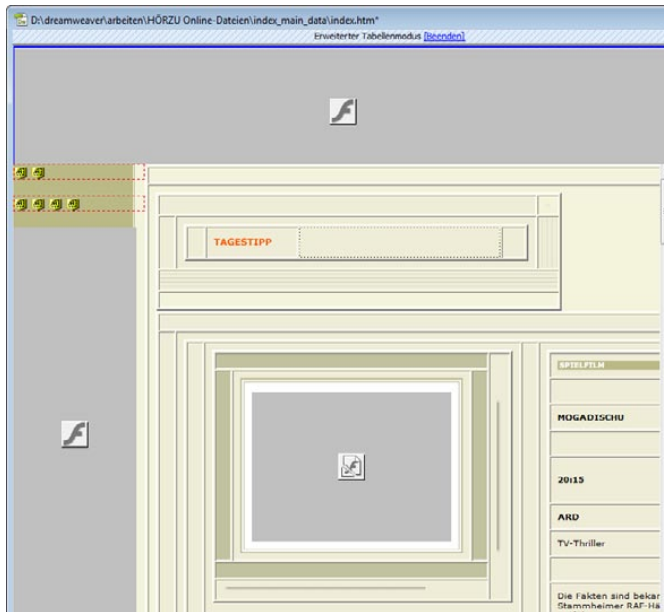 D:\dreamweaver\arbeiten\HÖRZU Online-Dateien\index_main_data\index.htm*
Erweiterter Tabellenmodus [Beenden]
TAGESTIPP
SPIELFILM
MOGADISCHU
20:15
ARD
TV-Thriller
Die Fakten sind bekan
Stammheimer RAF-Hä